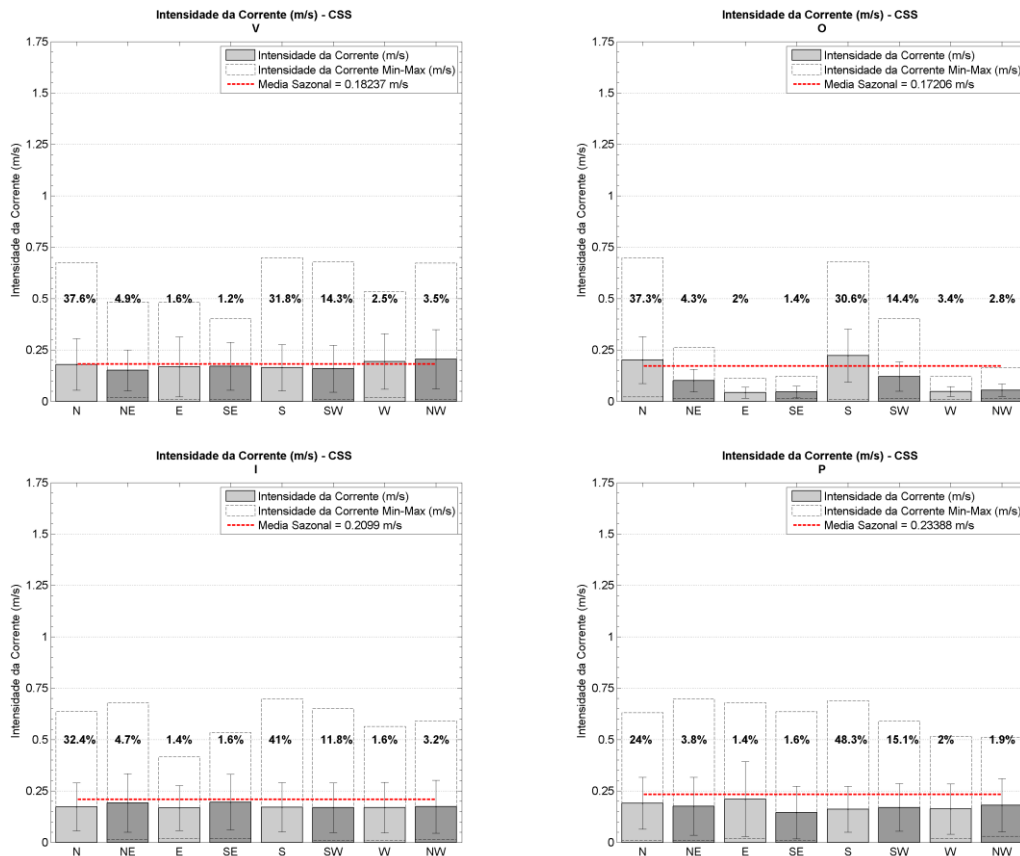 Intensidade da Corrente (m/s) - CSS
V
Intensidade da Corrente (m/s)
Intensidade da Corrente Min-Max (m/s)
Media Sazonal = 0.18237 m/s
Intensidade da Corrente (m/s)
1.75
1.5
1.25
1
0.75
0.5
0.25
0
37.6% 4.9% 1.6% 1.2% 31.8% 14.3% 2.5% 3.5%
N NE E SE S SW W NW
Intensidade da Corrente (m/s) - CSS
O
Intensidade da Corrente (m/s)
Intensidade da Corrente Min-Max (m/s)
Media Sazonal = 0.17206 m/s
Intensidade da Corrente (m/s)
1.75
1.5
1.25
1
0.75
0.5
0.25
0
37.3% 4.3% 2% 1.4% 30.6% 14.4% 3.4% 2.8%
N NE E SE S SW W NW
Intensidade da Corrente (m/s) - CSS
I
Intensidade da Corrente (m/s)
Intensidade da Corrente Min-Max (m/s)
Media Sazonal = 0.2099 m/s
Intensidade da Corrente (m/s)
1.75
1.5
1.25
1
0.75
0.5
0.25
0
32.4% 4.7% 1.4% 1.6% 41% 11.8% 1.6% 3.2%
N NE E SE S SW W NW
Intensidade da Corrente (m/s) - CSS
P
Intensidade da Corrente (m/s)
Intensidade da Corrente Min-Max (m/s)
Media Sazonal = 0.23388 m/s
Intensidade da Corrente (m/s)
1.75
1.5
1.25
1
0.75
0.5
0.25
0
24% 3.8% 1.4% 1.6% 48.3% 15.1% 2% 1.9%
N NE E SE S SW W NW